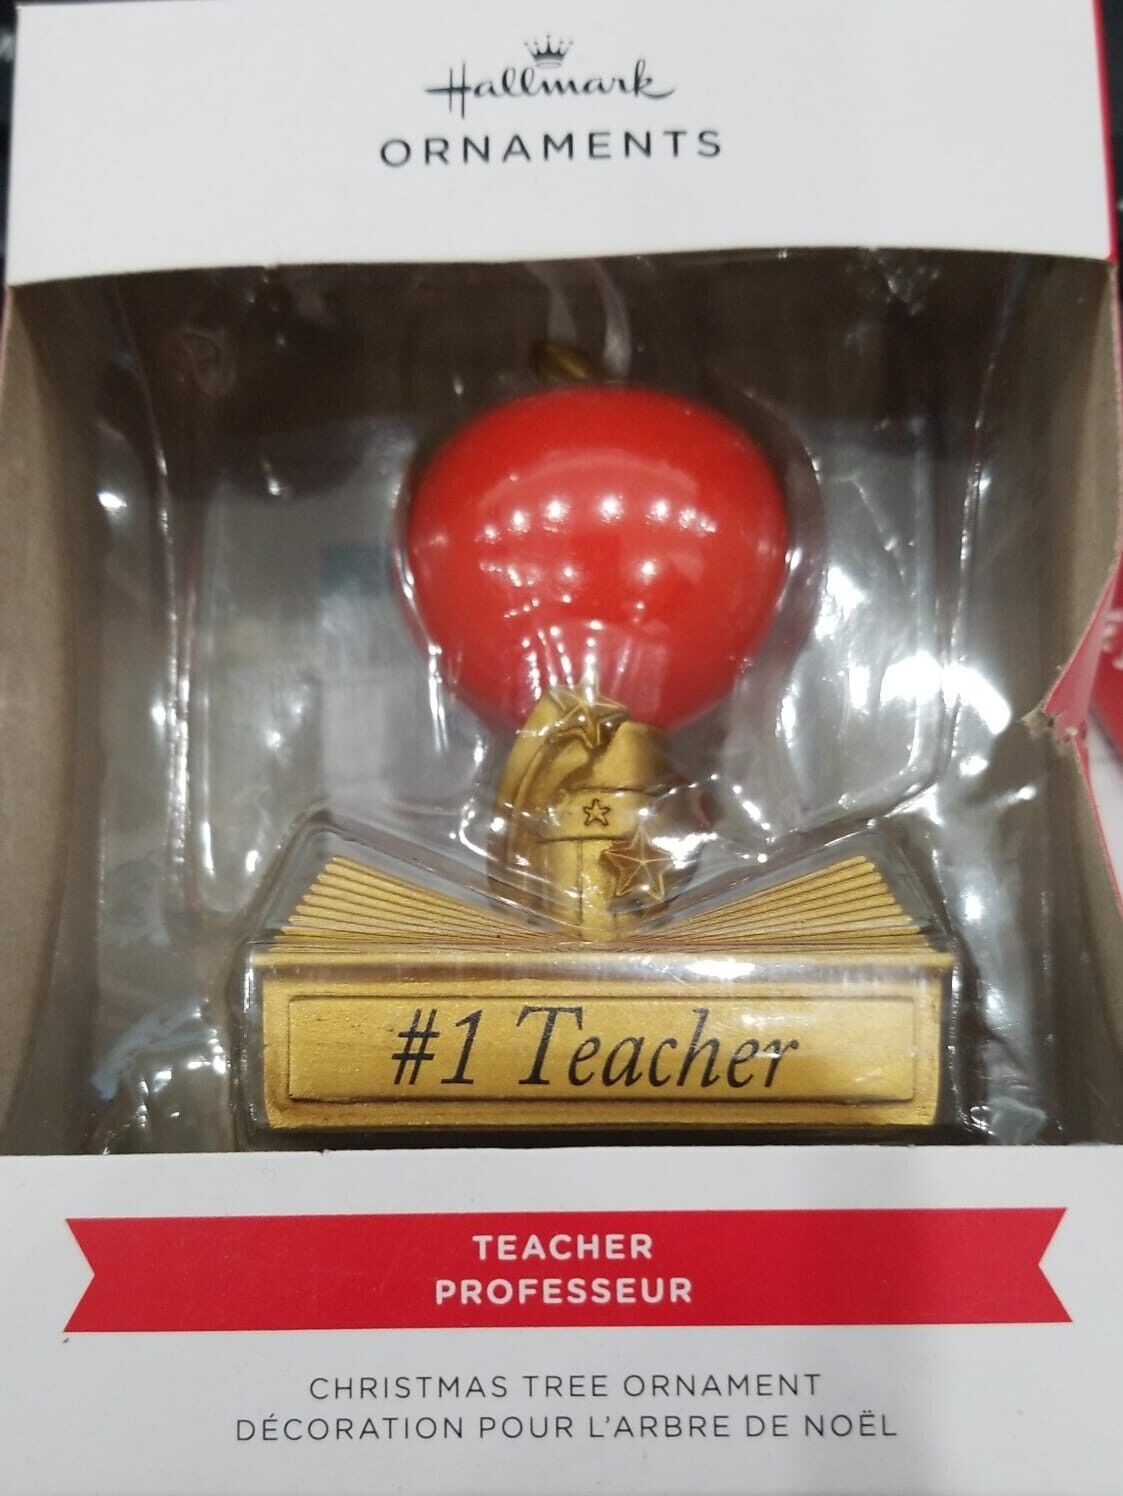 Hallmark
ORNAMENTS
#1 Teacher
TEACHER
PROFESSEUR
CHRISTMAS TREE ORNAMENT
DÉCORATION POUR L'ARBRE DE NOËL